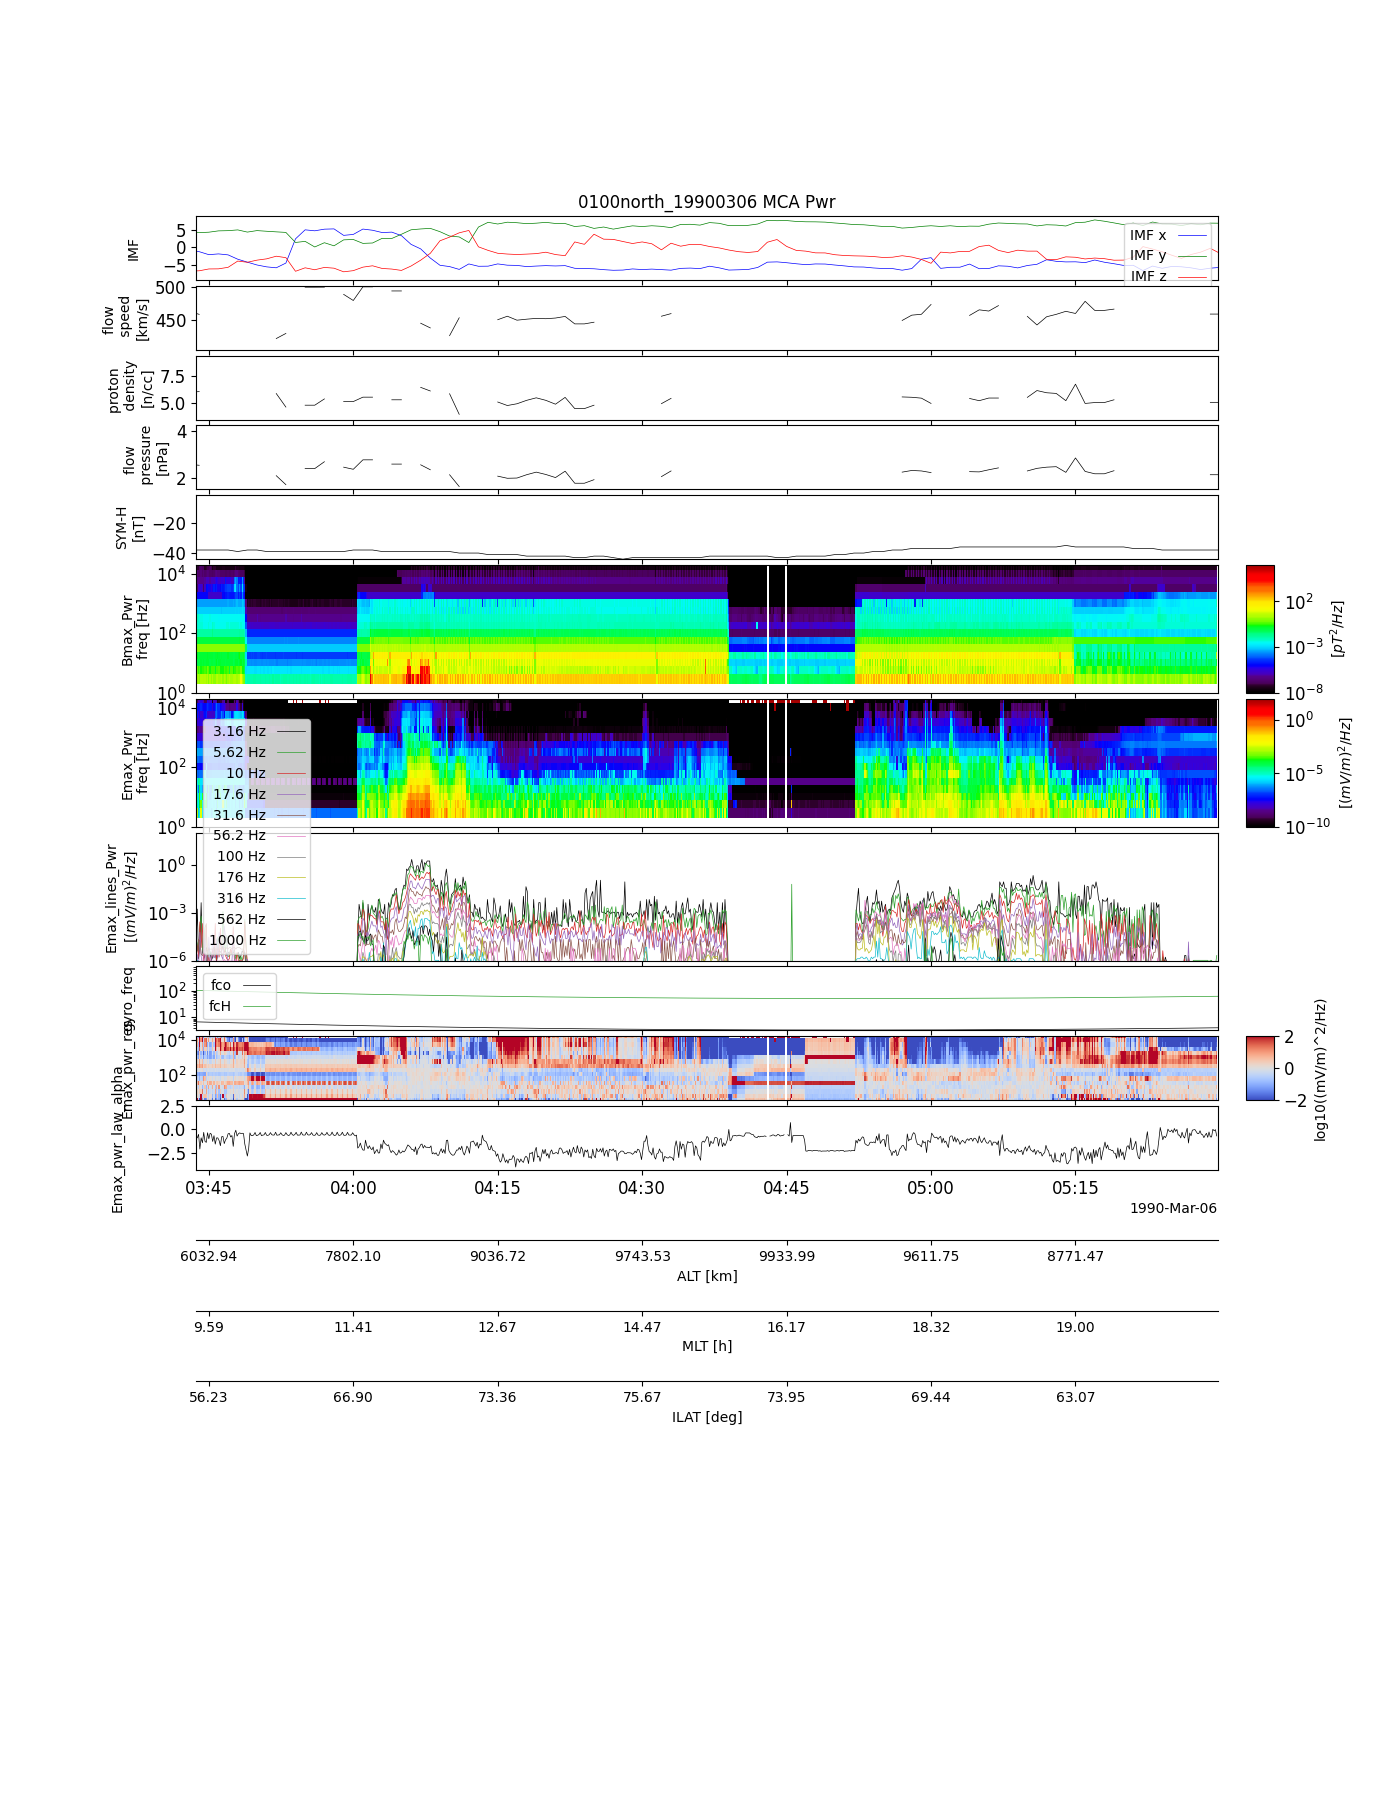 0100north_19900306 MCA Pwr
IMF
5
0
−5
IMF x
IMF y
IMF z
flow
speed
[km/s]
500
450
proton
density
[n/cc]
7.5
5.0
flow
pressure
[nPa]
4
2
SYM-H
[nT]
−20
−40
Bmax_Pwr
freq [Hz]
10^4
10^2
10^0
10^2
10^−3
10^−8
[pT^2/Hz]
Emax_Pwr
freq [Hz]
10^4
10^2
10^0
10^0
10^−5
10^−10
[(mV/m)^2/Hz]
3.16 Hz
5.62 Hz
10 Hz
17.6 Hz
31.6 Hz
56.2 Hz
100 Hz
176 Hz
316 Hz
562 Hz
1000 Hz
Emax_lines_Pwr
[(mV/m)^2/Hz]
10^0
10^−3
10^−6
gyro_freq
10^2
10^1
fco
fcH
Emax_pwr_reg
10^4
10^2
2
0
−2
log10((mV/m)^2/Hz)
Emax_pwr_law_alpha
2.5
0.0
−2.5
03:45 04:00 04:15 04:30 04:45 05:00 05:15
1990-Mar-06
6032.94 7802.10 9036.72 9743.53 9933.99 9611.75 8771.47
ALT [km]
9.59 11.41 12.67 14.47 16.17 18.32 19.00
MLT [h]
56.23 66.90 73.36 75.67 73.95 69.44 63.07
ILAT [deg]